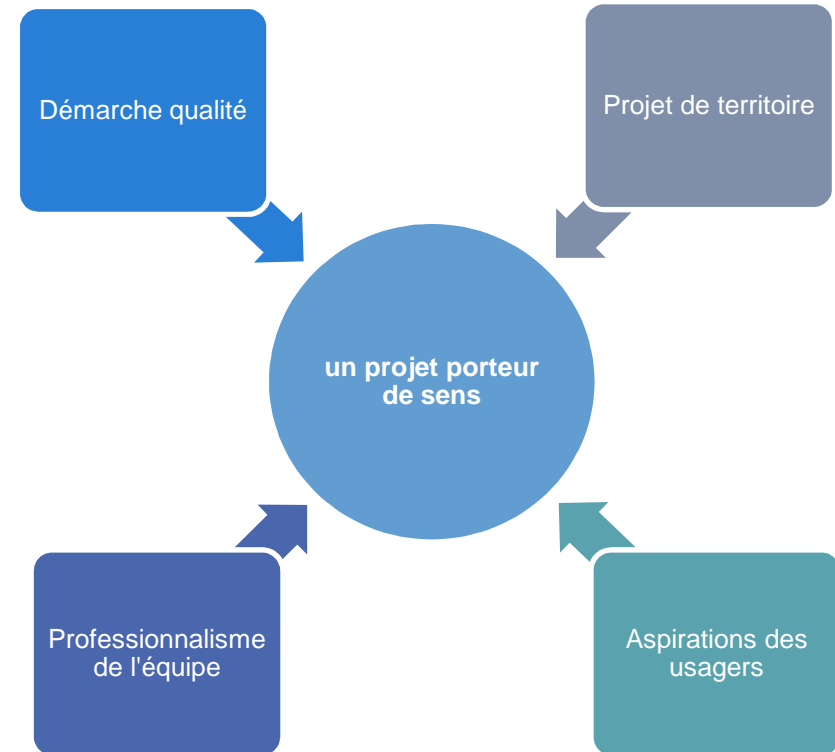 Démarche qualité
Projet de territoire
un projet porteur
de sens
Professionnalisme
de l'équipe
Aspirations des
usagers